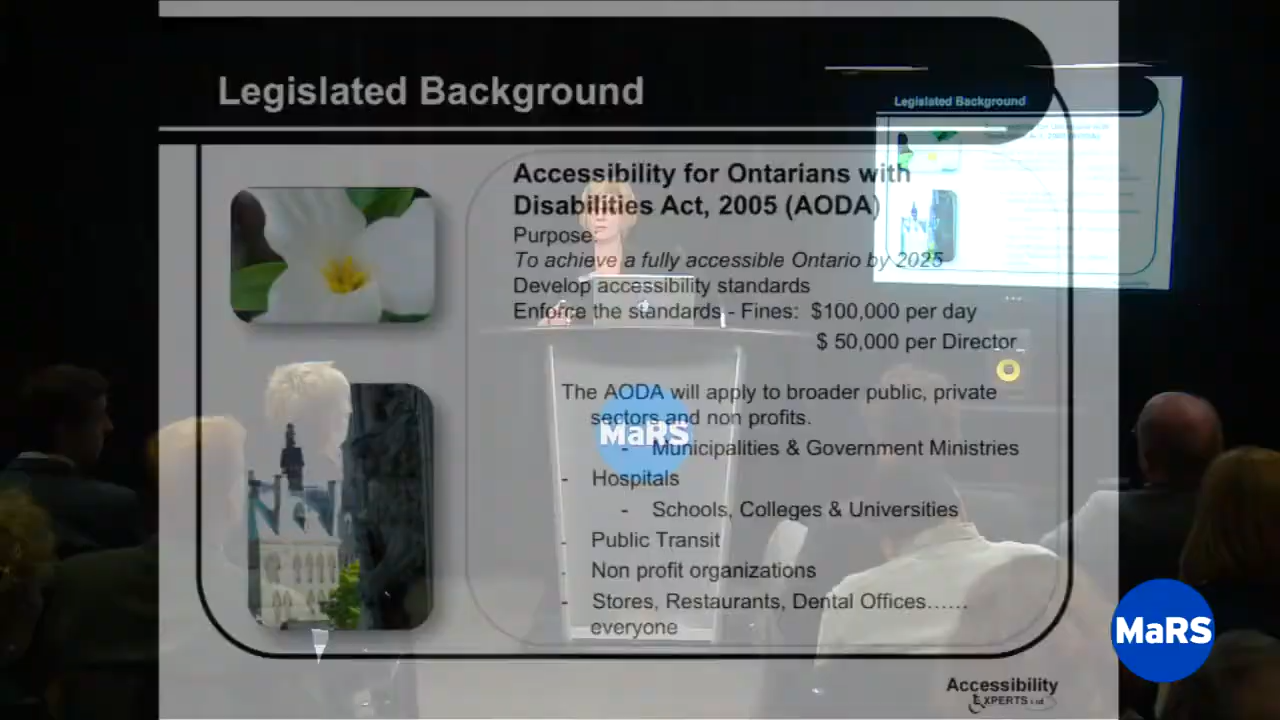 Legislated Background
Legislated Background
Accessibility for Ontarians with
Disabilities Act, 2005 (AODA)
Purpose:
To achieve a fully accessible Ontario by 2025
Develop accessibility standards
Enforce the standards - Fines: $100,000 per day
$ 50,000 per Director
The AODA will apply to broader public, private
sectors and non profits.
MaRS
- Municipalities & Government Ministries
- Hospitals
- Schools, Colleges & Universities
- Public Transit
- Non profit organizations
- Stores, Restaurants, Dental Offices……
everyone
MaRS
Accessibility
EXPERTS Ltd